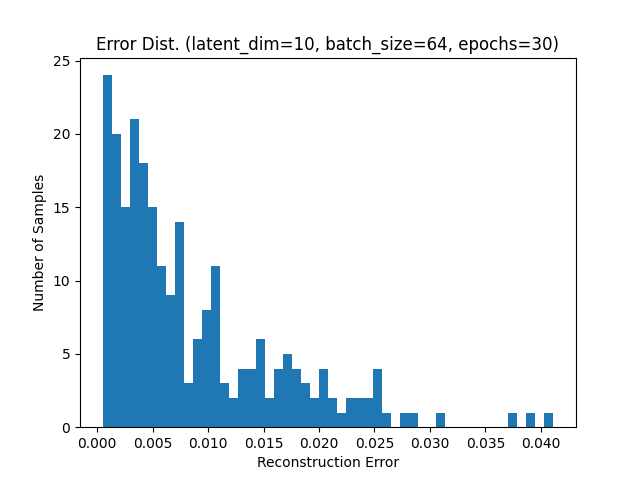 Error Dist. (latent_dim=10, batch_size=64, epochs=30)
25
20
15
10
5
0
Number of Samples
0.000 0.005 0.010 0.015 0.020 0.025 0.030 0.035 0.040
Reconstruction Error